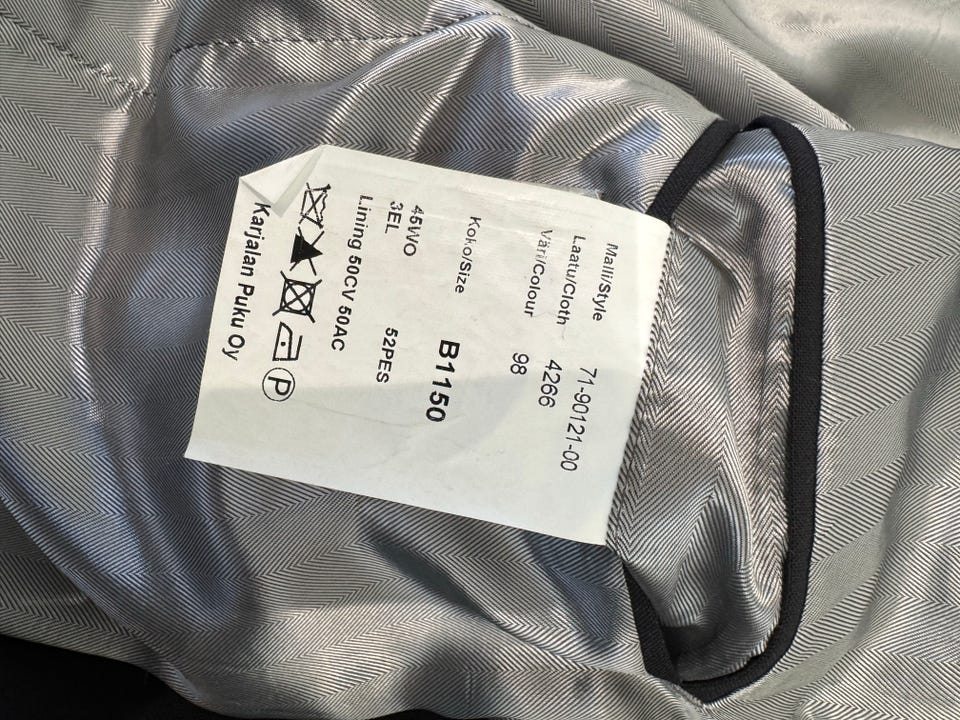 Malli/Style 71-90121-00
Laatu/Cloth 4266
Väri/Colour 98
Koko/Size B1150
45WO 52PES
3EL
Lining 50CV 50AC
P
Karjalan Puku Oy